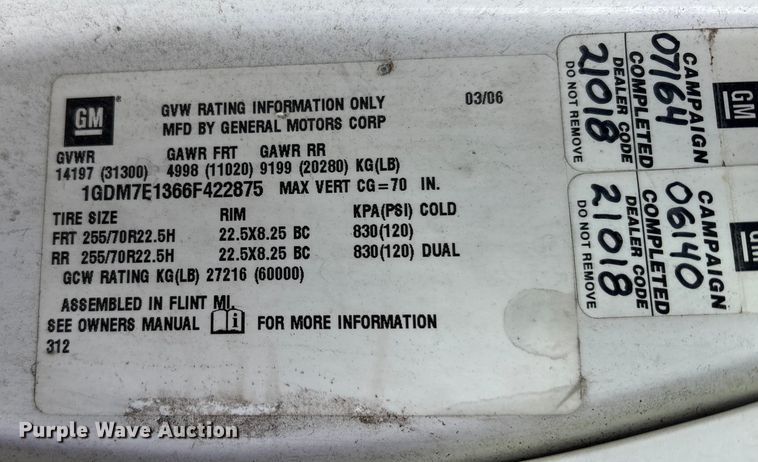 GM
GVW RATING INFORMATION ONLY 03/06
MFD BY GENERAL MOTORS CORP
GVWR GAWR FRT GAWR RR
14197 (31300) 4998 (11020) 9199 (20280) KG(LB)
1GDM7E1366F422875 MAX VERT CG=70 IN.
TIRE SIZE RIM KPA(PSI) COLD
FRT 255/70R22.5H 22.5X8.25 BC 830(120)
RR 255/70R22.5H 22.5X8.25 BC 830(120) DUAL
GCW RATING KG(LB) 27216 (60000)
ASSEMBLED IN FLINT MI.
SEE OWNERS MANUAL i FOR MORE INFORMATION
312
CAMPAIGN
07164
COMPLETED
DEALER CODE
21018
DO NOT REMOVE
GM
CAMPAIGN
06140
COMPLETED
DEALER CODE
21018
DO NOT REMOVE
GM
Purple Wave Auction